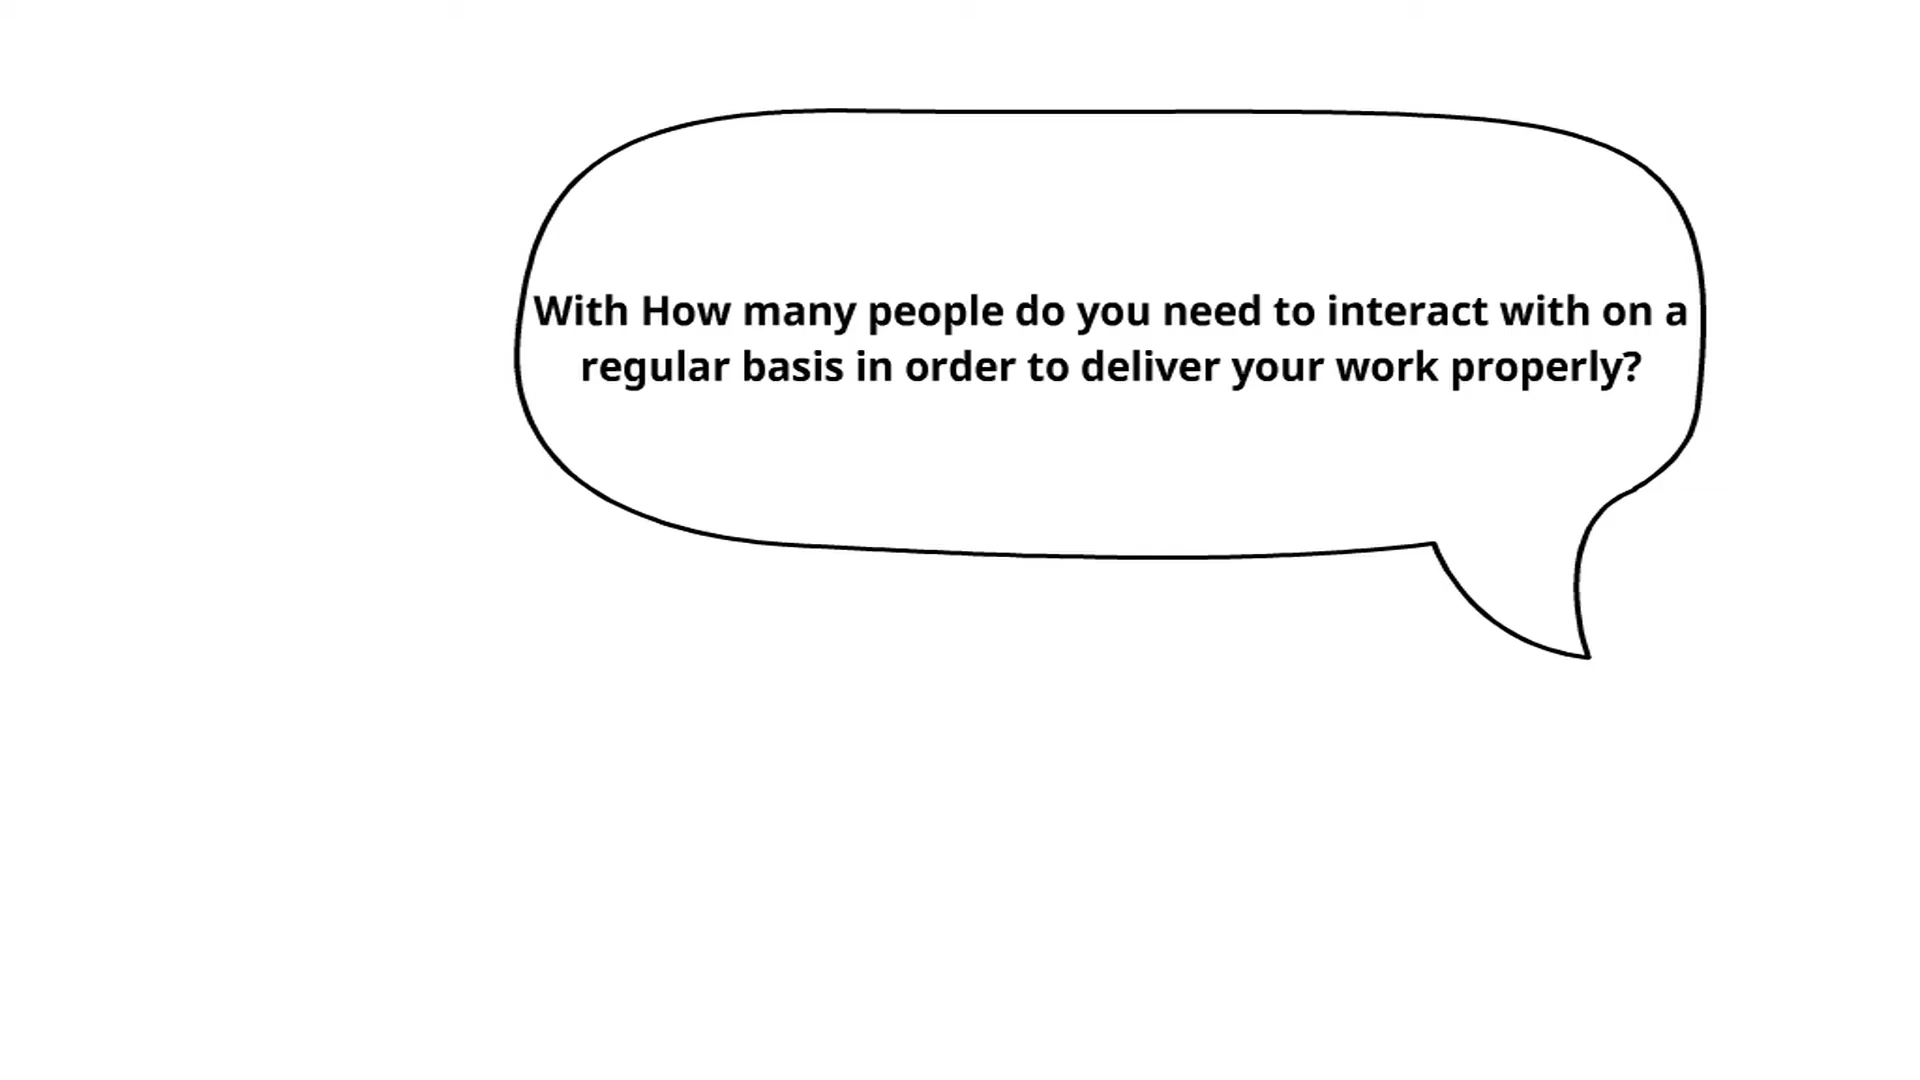 With How many people do you need to interact with on a
regular basis in order to deliver your work properly?